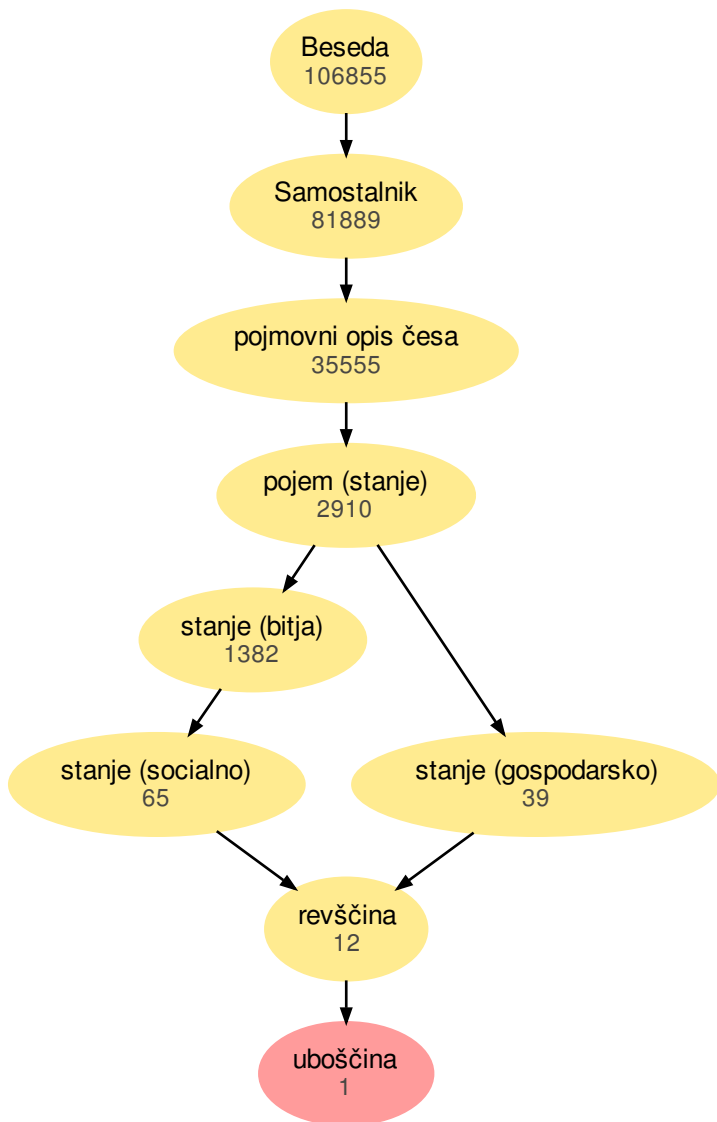 Beseda
106855
Samostalnik
81889
pojmovni opis česa
35555
pojem (stanje)
2910
stanje (bitja)
1382
stanje (socialno)
65
stanje (gospodarsko)
39
revščina
12
uboščina
1